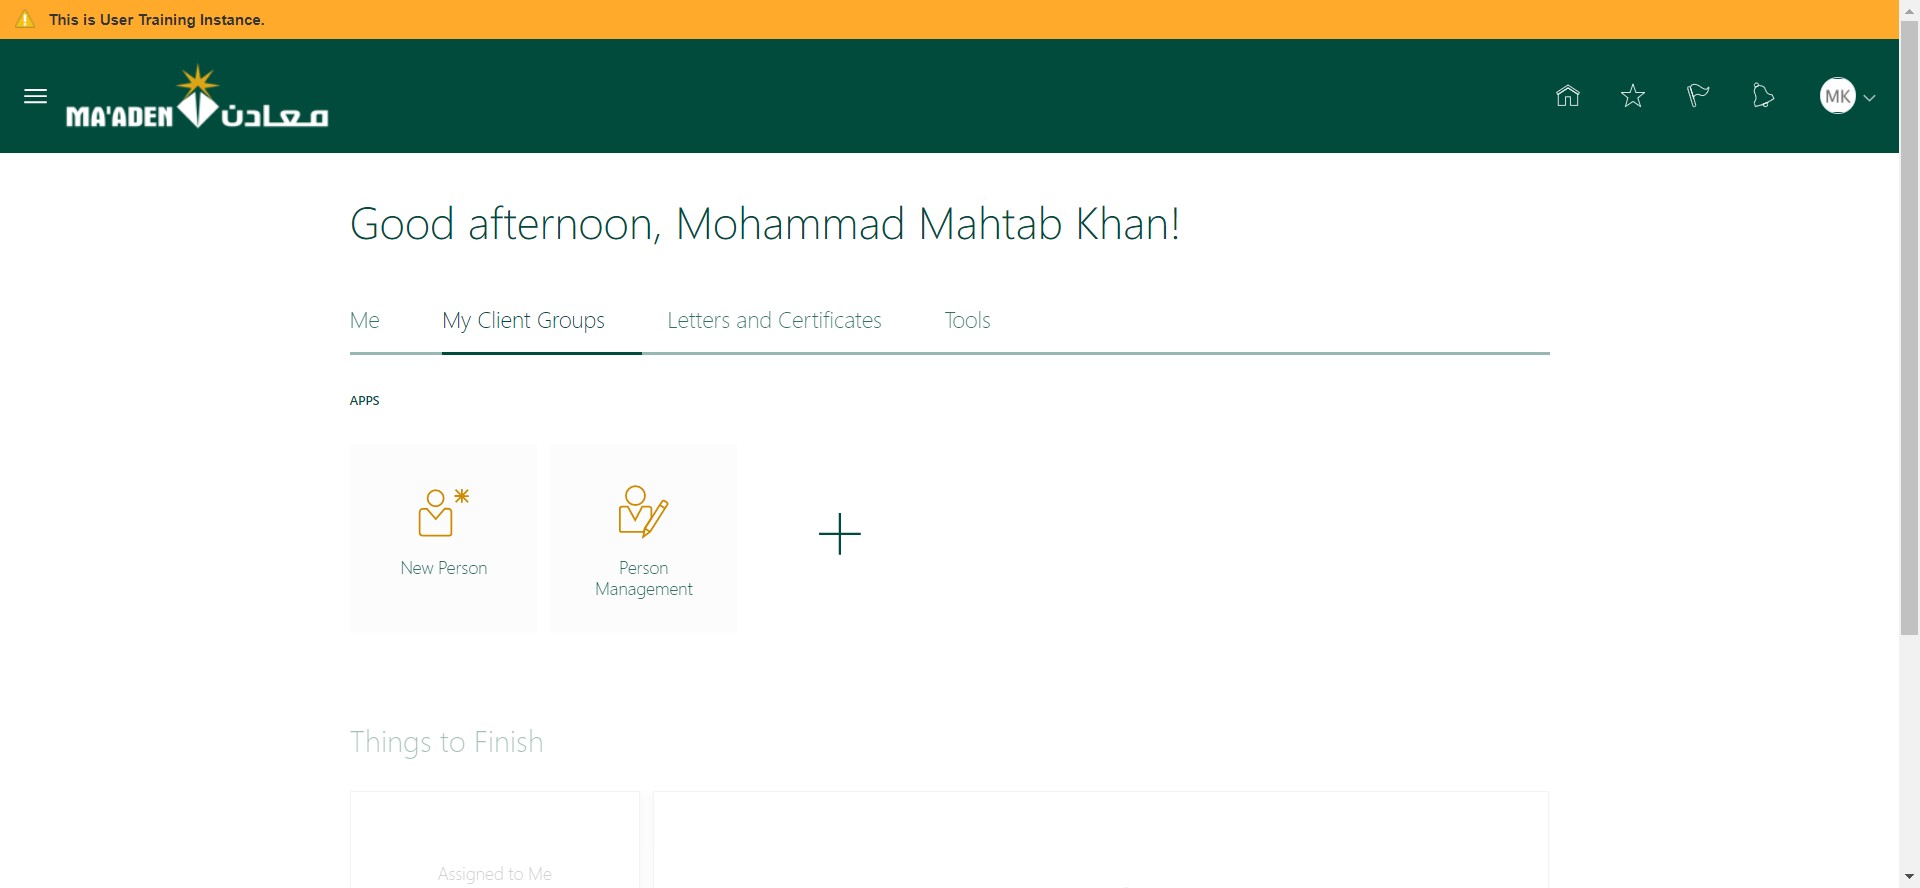 This is User Training Instance.
MA'ADEN معادن
MK
Good afternoon, Mohammad Mahtab Khan!
Me My Client Groups Letters and Certificates Tools
APPS
New Person
Person
Management
Things to Finish
Assigned to Me